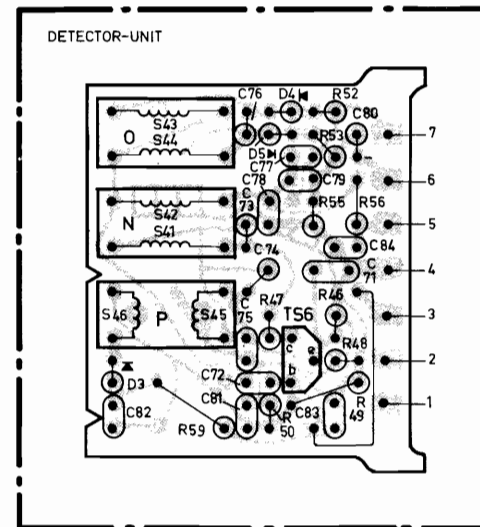 DETECTOR-UNIT
C76 D4 R52
C80
S43
S44
O
R53
7
D5
C77
C78 C79
6
S42
S41
N
C
73
R55 R56
5
C84
C74
C
71
4
S46 P S45
C
75
R47 TS6 R46
3
c e
b
R48
2
D3
C72
C81
C82
R59
R
50
C83
R
49
1